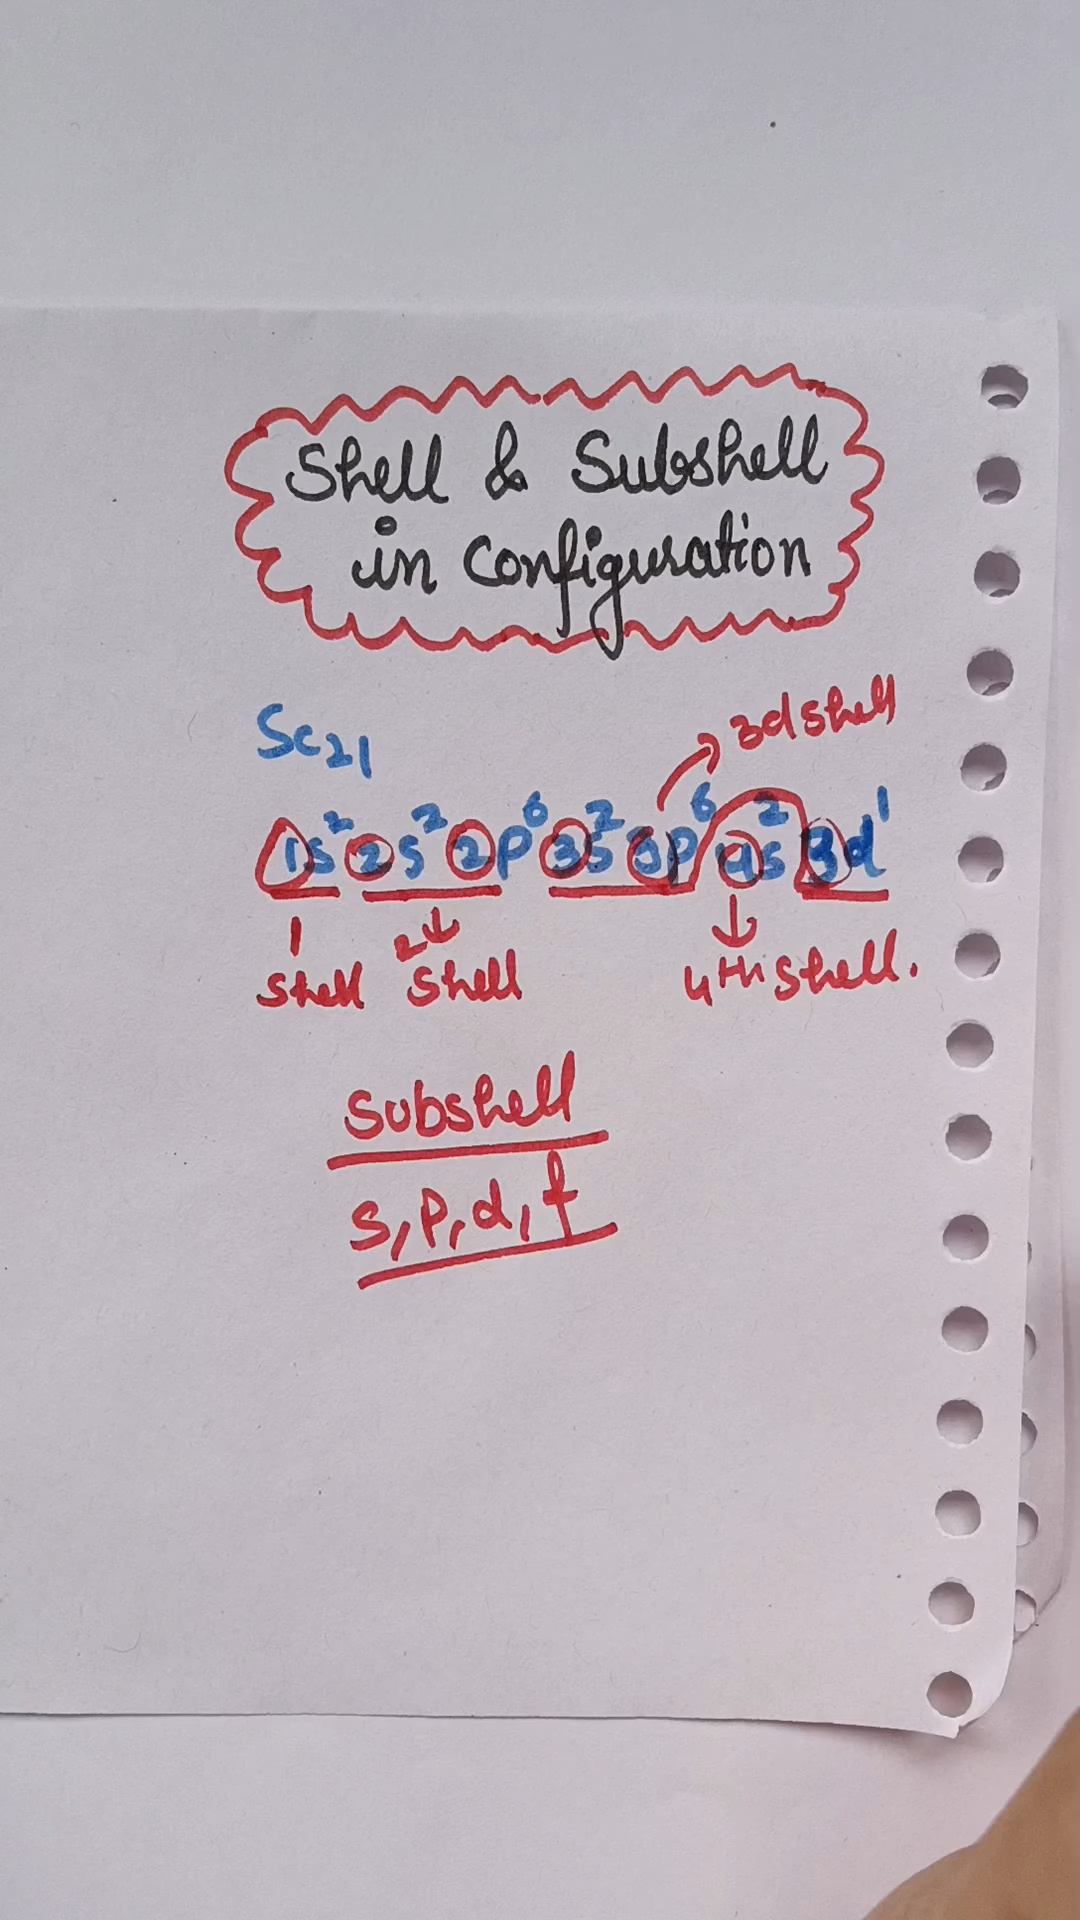 Shell & Subshell
in Configuration
Sc21
3d shell
1s² 2s² 2p⁶ 3s² 3p⁶ 4s² 3d¹
1 shell
2 shell
4th shell.
Subshell
s, p, d, f